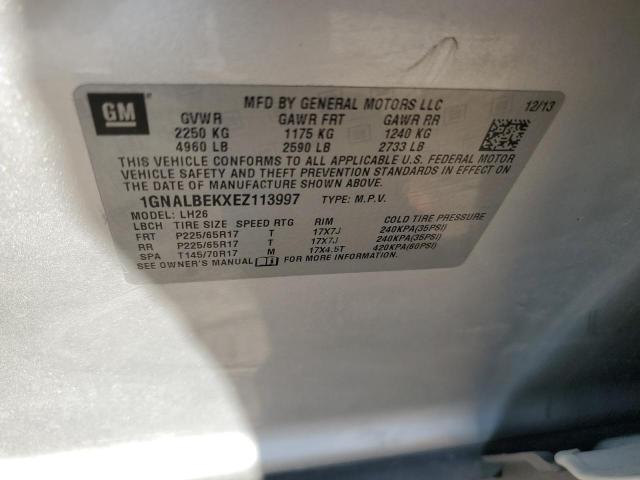 GM
MFD BY GENERAL MOTORS LLC 12/13
GVWR GAWR FRT GAWR RR
2250 KG 1175 KG 1240 KG
4960 LB 2590 LB 2733 LB
THIS VEHICLE CONFORMS TO ALL APPLICABLE U.S. FEDERAL MOTOR
VEHICLE SAFETY AND THEFT PREVENTION STANDARDS IN EFFECT ON
THE DATE OF MANUFACTURE SHOWN ABOVE.
1GNALBEKXEZ113997 TYPE: M.P.V.
MODEL: LH26
LBCH TIRE SIZE SPEED RTG RIM COLD TIRE PRESSURE
FRT P225/65R17 T 17X7J 240KPA(35PSI)
RR P225/65R17 T 17X7J 240KPA(35PSI)
SPA T145/70R17 M 17X4.5T 420KPA(60PSI)
SEE OWNER'S MANUAL FOR MORE INFORMATION.